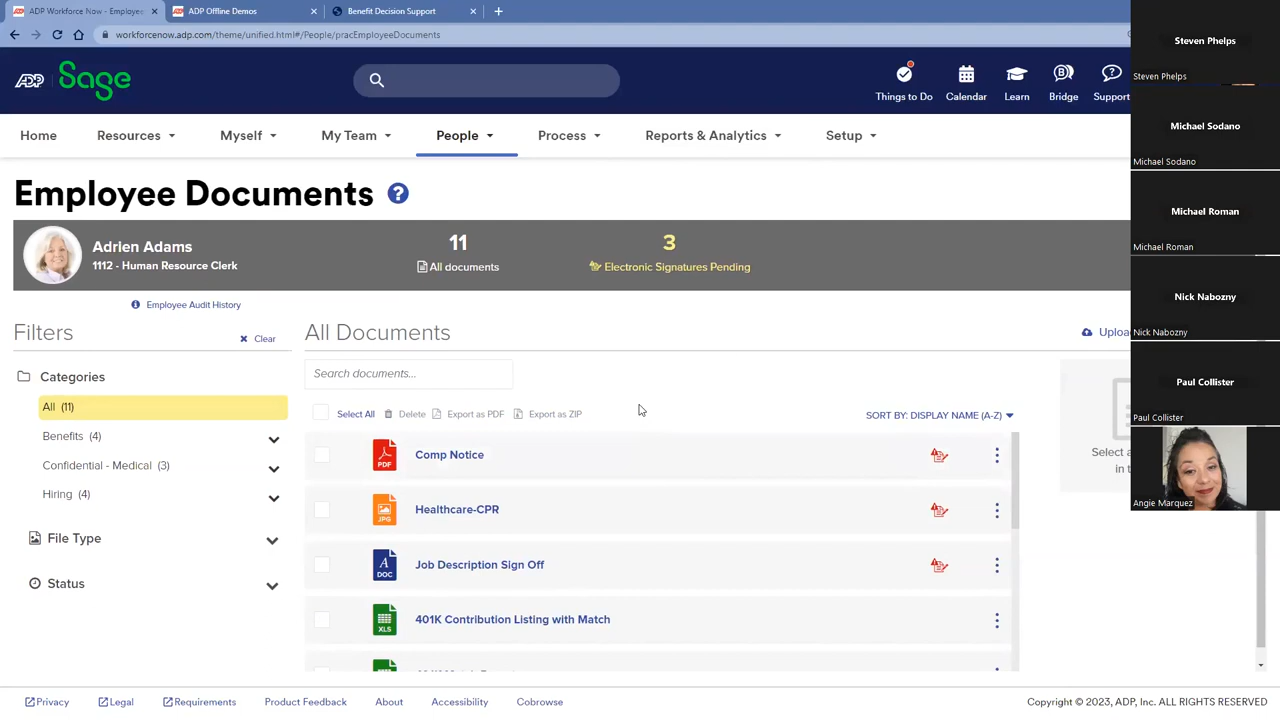 ADP Workforce Now - Employee
ADP Offline Demos
Benefit Decision Support
workforcenow.adp.com/theme/unified.html#/People/pracEmployeeDocuments
ADP Sage
Things to Do
Calendar
Learn
Bridge
Support
Home
Resources
Myself
My Team
People
Process
Reports & Analytics
Setup
Employee Documents ?
Adrien Adams
1112 - Human Resource Clerk
11
All documents
3
Electronic Signatures Pending
Employee Audit History
Filters
Clear
Categories
All (11)
Benefits (4)
Confidential - Medical (3)
Hiring (4)
File Type
Status
All Documents
Search documents...
Select All
Delete
Export as PDF
Export as ZIP
SORT BY: DISPLAY NAME (A-Z)
PDF
Comp Notice
JPG
Healthcare-CPR
DOC
Job Description Sign Off
XLS
401K Contribution Listing with Match
Select a
in t
Steven Phelps
Steven Phelps
Michael Sodano
Michael Sodano
Michael Roman
Michael Roman
Nick Nabozny
Nick Nabozny
Paul Collister
Paul Collister
Angie Marquez
Privacy
Legal
Requirements
Product Feedback
About
Accessibility
Cobrowse
Copyright © 2023, ADP, Inc. ALL RIGHTS RESERVED